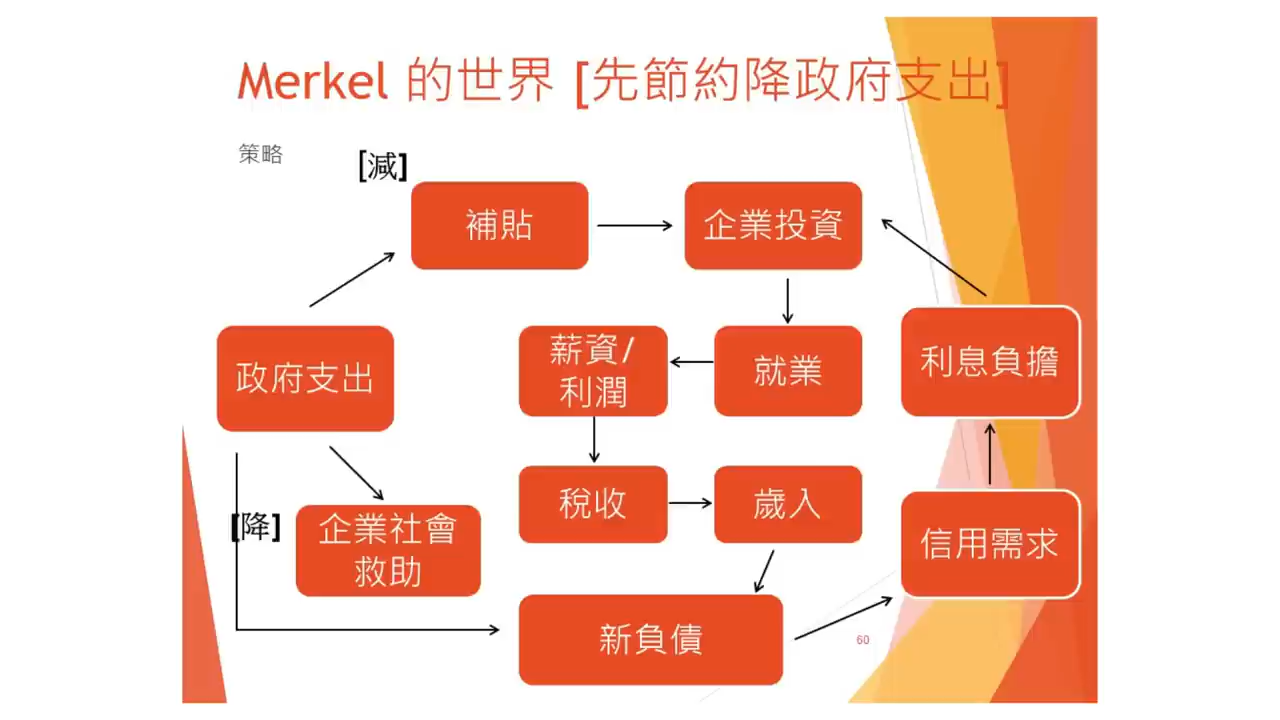 Merkel 的世界 [先節約降政府支出]
策略
[減]
補貼
企業投資
政府支出
薪資/
利潤
就業
利息負擔
稅收
歲入
[降]
企業社會
救助
信用需求
新負債
60